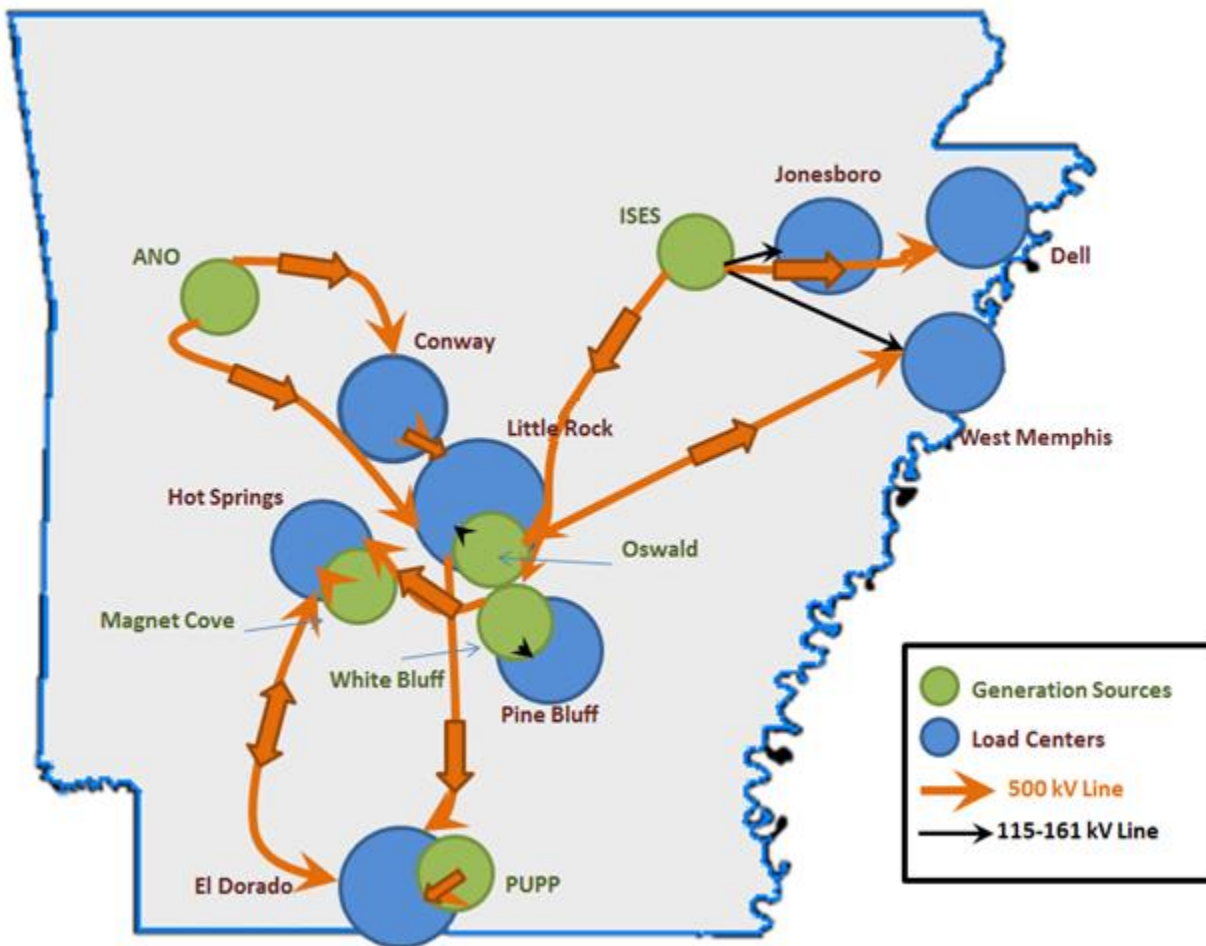 Jonesboro
ISES
ANO
Dell
Conway
Little Rock
West Memphis
Hot Springs
Oswald
Magnet Cove
White Bluff
Pine Bluff
El Dorado
PUPP
Generation Sources
Load Centers
500 kV Line
115-161 kV Line